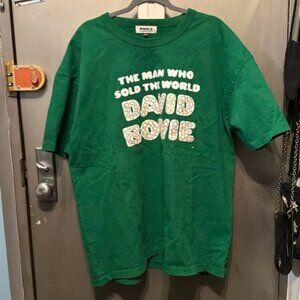 THE MAN WHO
SOLD THE WORLD
DAVID
BOWIE